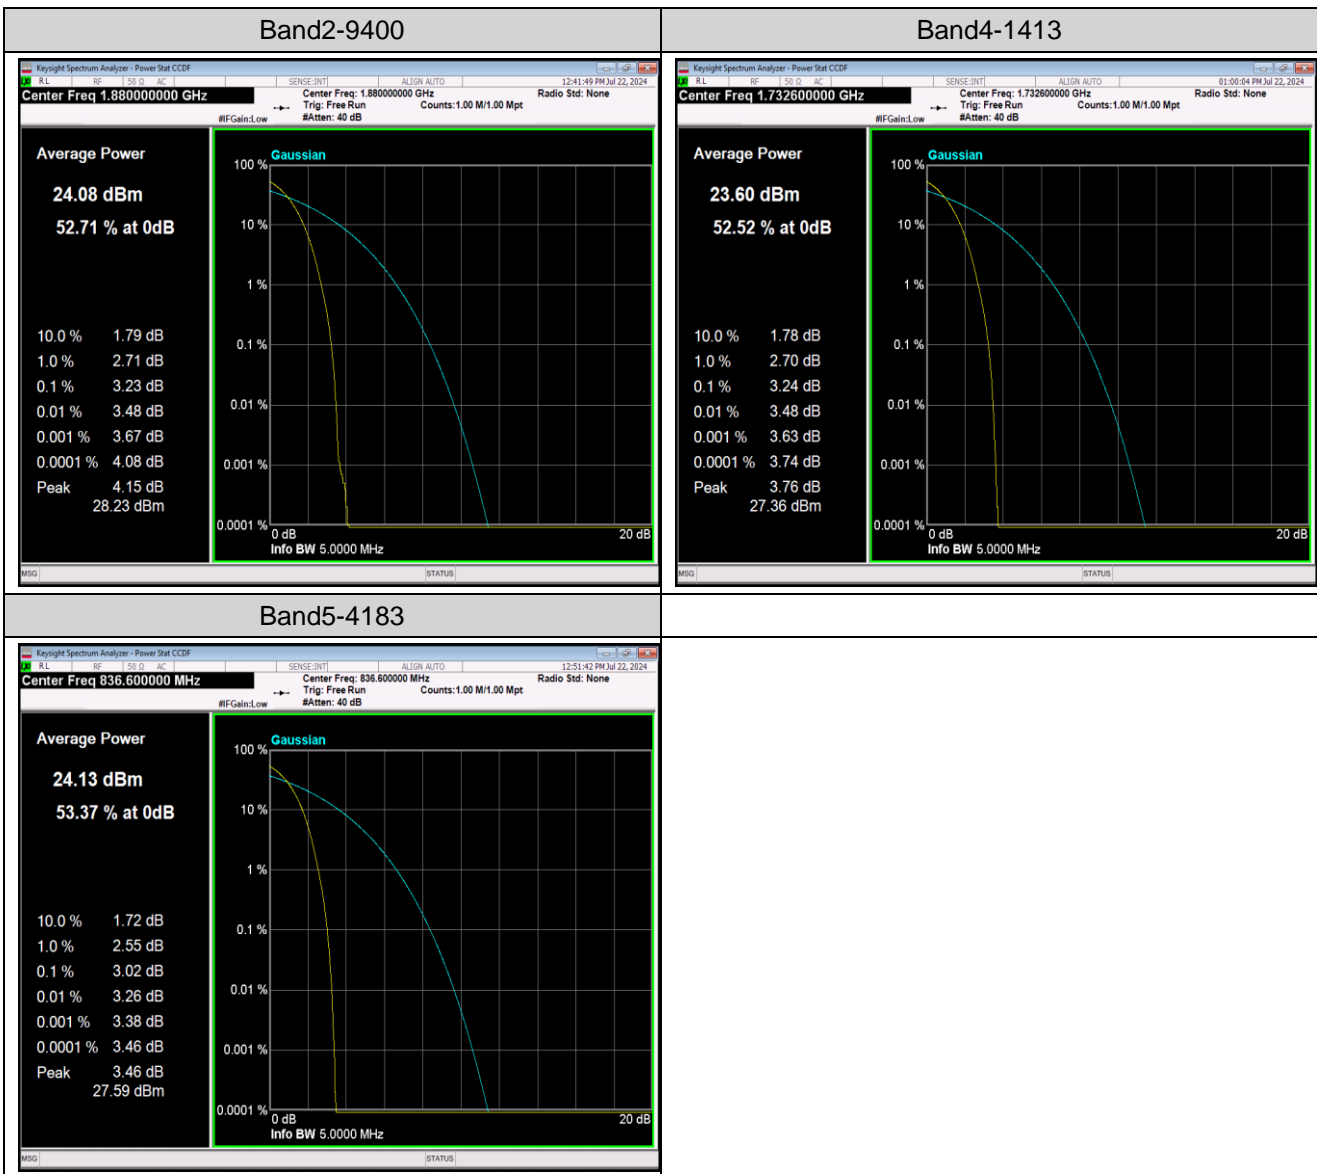 Band2-9400
Band4-1413
Keysight Spectrum Analyzer - Power Stat CCDF
RL RF 50 Ω AC SENSE:INT ALIGN AUTO 12:41:49 PM Jul 22, 2024
Center Freq 1.880000000 GHz
Center Freq: 1.880000000 GHz Radio Std: None
Trig: Free Run Counts:1.00 M/1.00 Mpt
#IFGain:Low #Atten: 40 dB
Average Power
24.08 dBm
52.71 % at 0dB
10.0 % 1.79 dB
1.0 % 2.71 dB
0.1 % 3.23 dB
0.01 % 3.48 dB
0.001 % 3.67 dB
0.0001 % 4.08 dB
Peak 4.15 dB
28.23 dBm
Gaussian
100 %
10 %
1 %
0.1 %
0.01 %
0.001 %
0.0001 %
0 dB 20 dB
Info BW 5.0000 MHz
MSG STATUS
Keysight Spectrum Analyzer - Power Stat CCDF
RL RF 50 Ω AC SENSE:INT ALIGN AUTO 01:00:04 PM Jul 22, 2024
Center Freq 1.732600000 GHz
Center Freq: 1.732600000 GHz Radio Std: None
Trig: Free Run Counts:1.00 M/1.00 Mpt
#IFGain:Low #Atten: 40 dB
Average Power
23.60 dBm
52.52 % at 0dB
10.0 % 1.78 dB
1.0 % 2.70 dB
0.1 % 3.24 dB
0.01 % 3.48 dB
0.001 % 3.63 dB
0.0001 % 3.74 dB
Peak 3.76 dB
27.36 dBm
Gaussian
100 %
10 %
1 %
0.1 %
0.01 %
0.001 %
0.0001 %
0 dB 20 dB
Info BW 5.0000 MHz
MSG STATUS
Band5-4183
Keysight Spectrum Analyzer - Power Stat CCDF
RL RF 50 Ω AC SENSE:INT ALIGN AUTO 12:51:42 PM Jul 22, 2024
Center Freq 836.600000 MHz
Center Freq: 836.600000 MHz Radio Std: None
Trig: Free Run Counts:1.00 M/1.00 Mpt
#IFGain:Low #Atten: 40 dB
Average Power
24.13 dBm
53.37 % at 0dB
10.0 % 1.72 dB
1.0 % 2.55 dB
0.1 % 3.02 dB
0.01 % 3.26 dB
0.001 % 3.38 dB
0.0001 % 3.46 dB
Peak 3.46 dB
27.59 dBm
Gaussian
100 %
10 %
1 %
0.1 %
0.01 %
0.001 %
0.0001 %
0 dB 20 dB
Info BW 5.0000 MHz
MSG STATUS